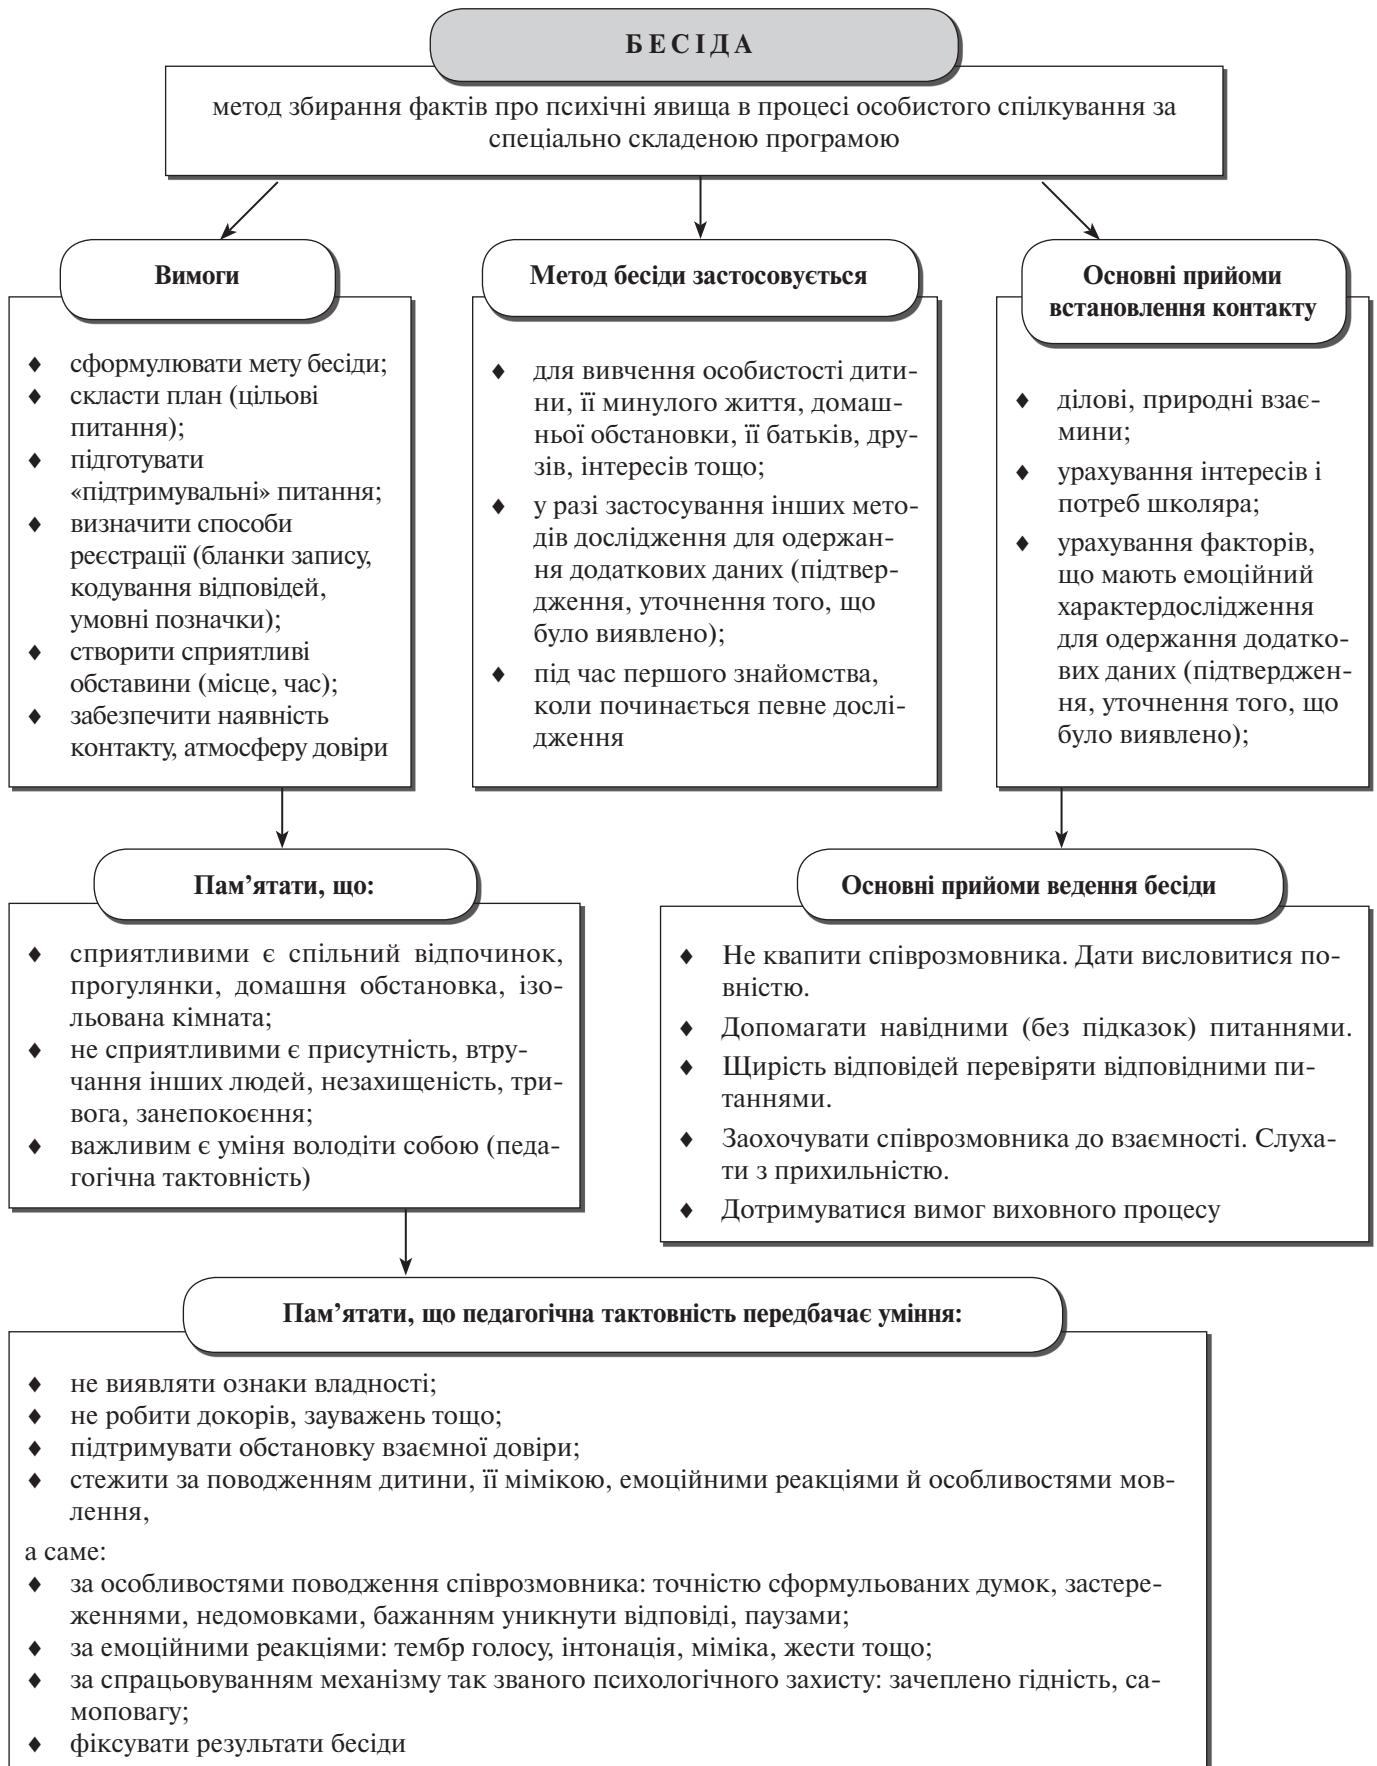 БЕСІДА
метод збирання фактів про психічні явища в процесі особистого спілкування за
спеціально складеною програмою
Вимоги
♦ сформулювати мету бесіди;
♦ скласти план (цільові
питання);
♦ підготувати
«підтримувальні» питання;
♦ визначити способи
реєстрації (бланки запису,
кодування відповідей,
умовні позначки);
♦ створити сприятливі
обставини (місце, час);
♦ забезпечити наявність
контакту, атмосферу довіри
Метод бесіди застосовується
♦ для вивчення особистості дити-
ни, її минулого життя, домаш-
ньої обстановки, її батьків, дру-
зів, інтересів тощо;
♦ у разі застосування інших мето-
дів дослідження для одержан-
ня додаткових даних (підтвер-
дження, уточнення того, що
було виявлено);
♦ під час першого знайомства,
коли починається певне дослі-
дження
Основні прийоми
встановлення контакту
♦ ділові, природні взає-
мини;
♦ урахування інтересів і
потреб школяра;
♦ урахування факторів,
що мають емоційний
характердослідження
для одержання додатко-
вих даних (підтверджен-
ня, уточнення того, що
було виявлено);
Пам’ятати, що:
♦ сприятливими є спільний відпочинок,
прогулянки, домашня обстановка, ізо-
льована кімната;
♦ не сприятливими є присутність, втру-
чання інших людей, незахищеність, три-
вога, занепокоєння;
♦ важливим є уміня володіти собою (педа-
гогічна тактовність)
Основні прийоми ведення бесіди
♦ Не квапити співрозмовника. Дати висловитися по-
вністю.
♦ Допомагати навідними (без підказок) питаннями.
♦ Щирість відповідей перевіряти відповідними пи-
таннями.
♦ Заохочувати співрозмовника до взаємності. Слуха-
ти з прихильністю.
♦ Дотримуватися вимог виховного процесу
Пам’ятати, що педагогічна тактовність передбачає уміння:
♦ не виявляти ознаки владності;
♦ не робити докорів, зауважень тощо;
♦ підтримувати обстановку взаємної довіри;
♦ стежити за поводженням дитини, її мімікою, емоційними реакціями й особливостями мов-
лення,
а саме:
♦ за особливостями поводження співрозмовника: точністю сформульованих думок, застере-
женнями, недомовками, бажанням уникнути відповіді, паузами;
♦ за емоційними реакціями: тембр голосу, інтонація, міміка, жести тощо;
♦ за спрацьовуванням механізму так званого психологічного захисту: зачеплено гідність, са-
моповагу;
♦ фіксувати результати бесіди